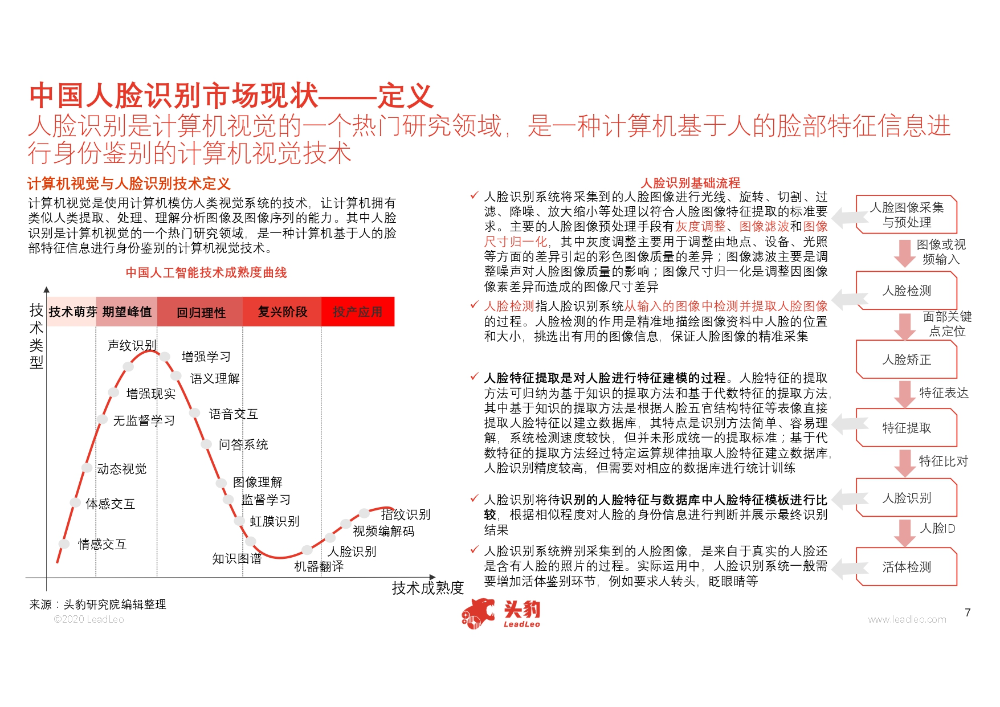 中国人脸识别市场现状——定义
人脸识别是计算机视觉的一个热门研究领域，是一种计算机基于人的脸部特征信息进
行身份鉴别的计算机视觉技术
计算机视觉与人脸识别技术定义
计算机视觉是使用计算机模仿人类视觉系统的技术，让计算机拥有
类似人类提取、处理、理解分析图像及图像序列的能力。其中人脸
识别是计算机视觉的一个热门研究领域，是一种计算机基于人的脸
部特征信息进行身份鉴别的计算机视觉技术。
中国人工智能技术成熟度曲线
技术类型
技术萌芽
期望峰值
回归理性
复兴阶段
投产应用
声纹识别
增强学习
语义理解
增强现实
语音交互
无监督学习
问答系统
动态视觉
图像理解
监督学习
体感交互
指纹识别
虹膜识别
视频编解码
情感交互
人脸识别
知识图谱
机器翻译
技术成熟度
人脸识别基础流程
人脸识别系统将采集到的人脸图像进行光线、旋转、切割、过
滤、降噪、放大缩小等处理以符合人脸图像特征提取的标准要
求。主要的人脸图像预处理手段有灰度调整、图像滤波和图像
尺寸归一化，其中灰度调整主要用于调整由地点、设备、光照
等方面的差异引起的彩色图像质量的差异；图像滤波主要是调
整噪声对人脸图像质量的影响；图像尺寸归一化是调整因图像
像素差异而造成的图像尺寸差异
人脸检测指人脸识别系统从输入的图像中检测并提取人脸图像
的过程。人脸检测的作用是精准地描绘图像资料中人脸的位置
和大小，挑选出有用的图像信息，保证人脸图像的精准采集
人脸特征提取是对人脸进行特征建模的过程。人脸特征的提取
方法可归纳为基于知识的提取方法和基于代数特征的提取方法，
其中基于知识的提取方法是根据人脸五官结构特征等表像直接
提取人脸特征以建立数据库，其特点是识别方法简单、容易理
解，系统检测速度较快，但并未形成统一的提取标准；基于代
数特征的提取方法经过特定运算规律抽取人脸特征建立数据库，
人脸识别精度较高，但需要对相应的数据库进行统计训练
人脸识别将待识别的人脸特征与数据库中人脸特征模板进行比
较，根据相似程度对人脸的身份信息进行判断并展示最终识别
结果
人脸识别系统辨别采集到的人脸图像，是来自于真实的人脸还
是含有人脸的照片的过程。实际运用中，人脸识别系统一般需
要增加活体鉴别环节，例如要求人转头，眨眼睛等
人脸图像采集
与预处理
图像或视
频输入
人脸检测
面部关键
点定位
人脸矫正
特征表达
特征提取
特征比对
人脸识别
人脸ID
活体检测
来源：头豹研究院编辑整理
©2020 LeadLeo
头豹
LeadLeo
www.leadleo.com
7